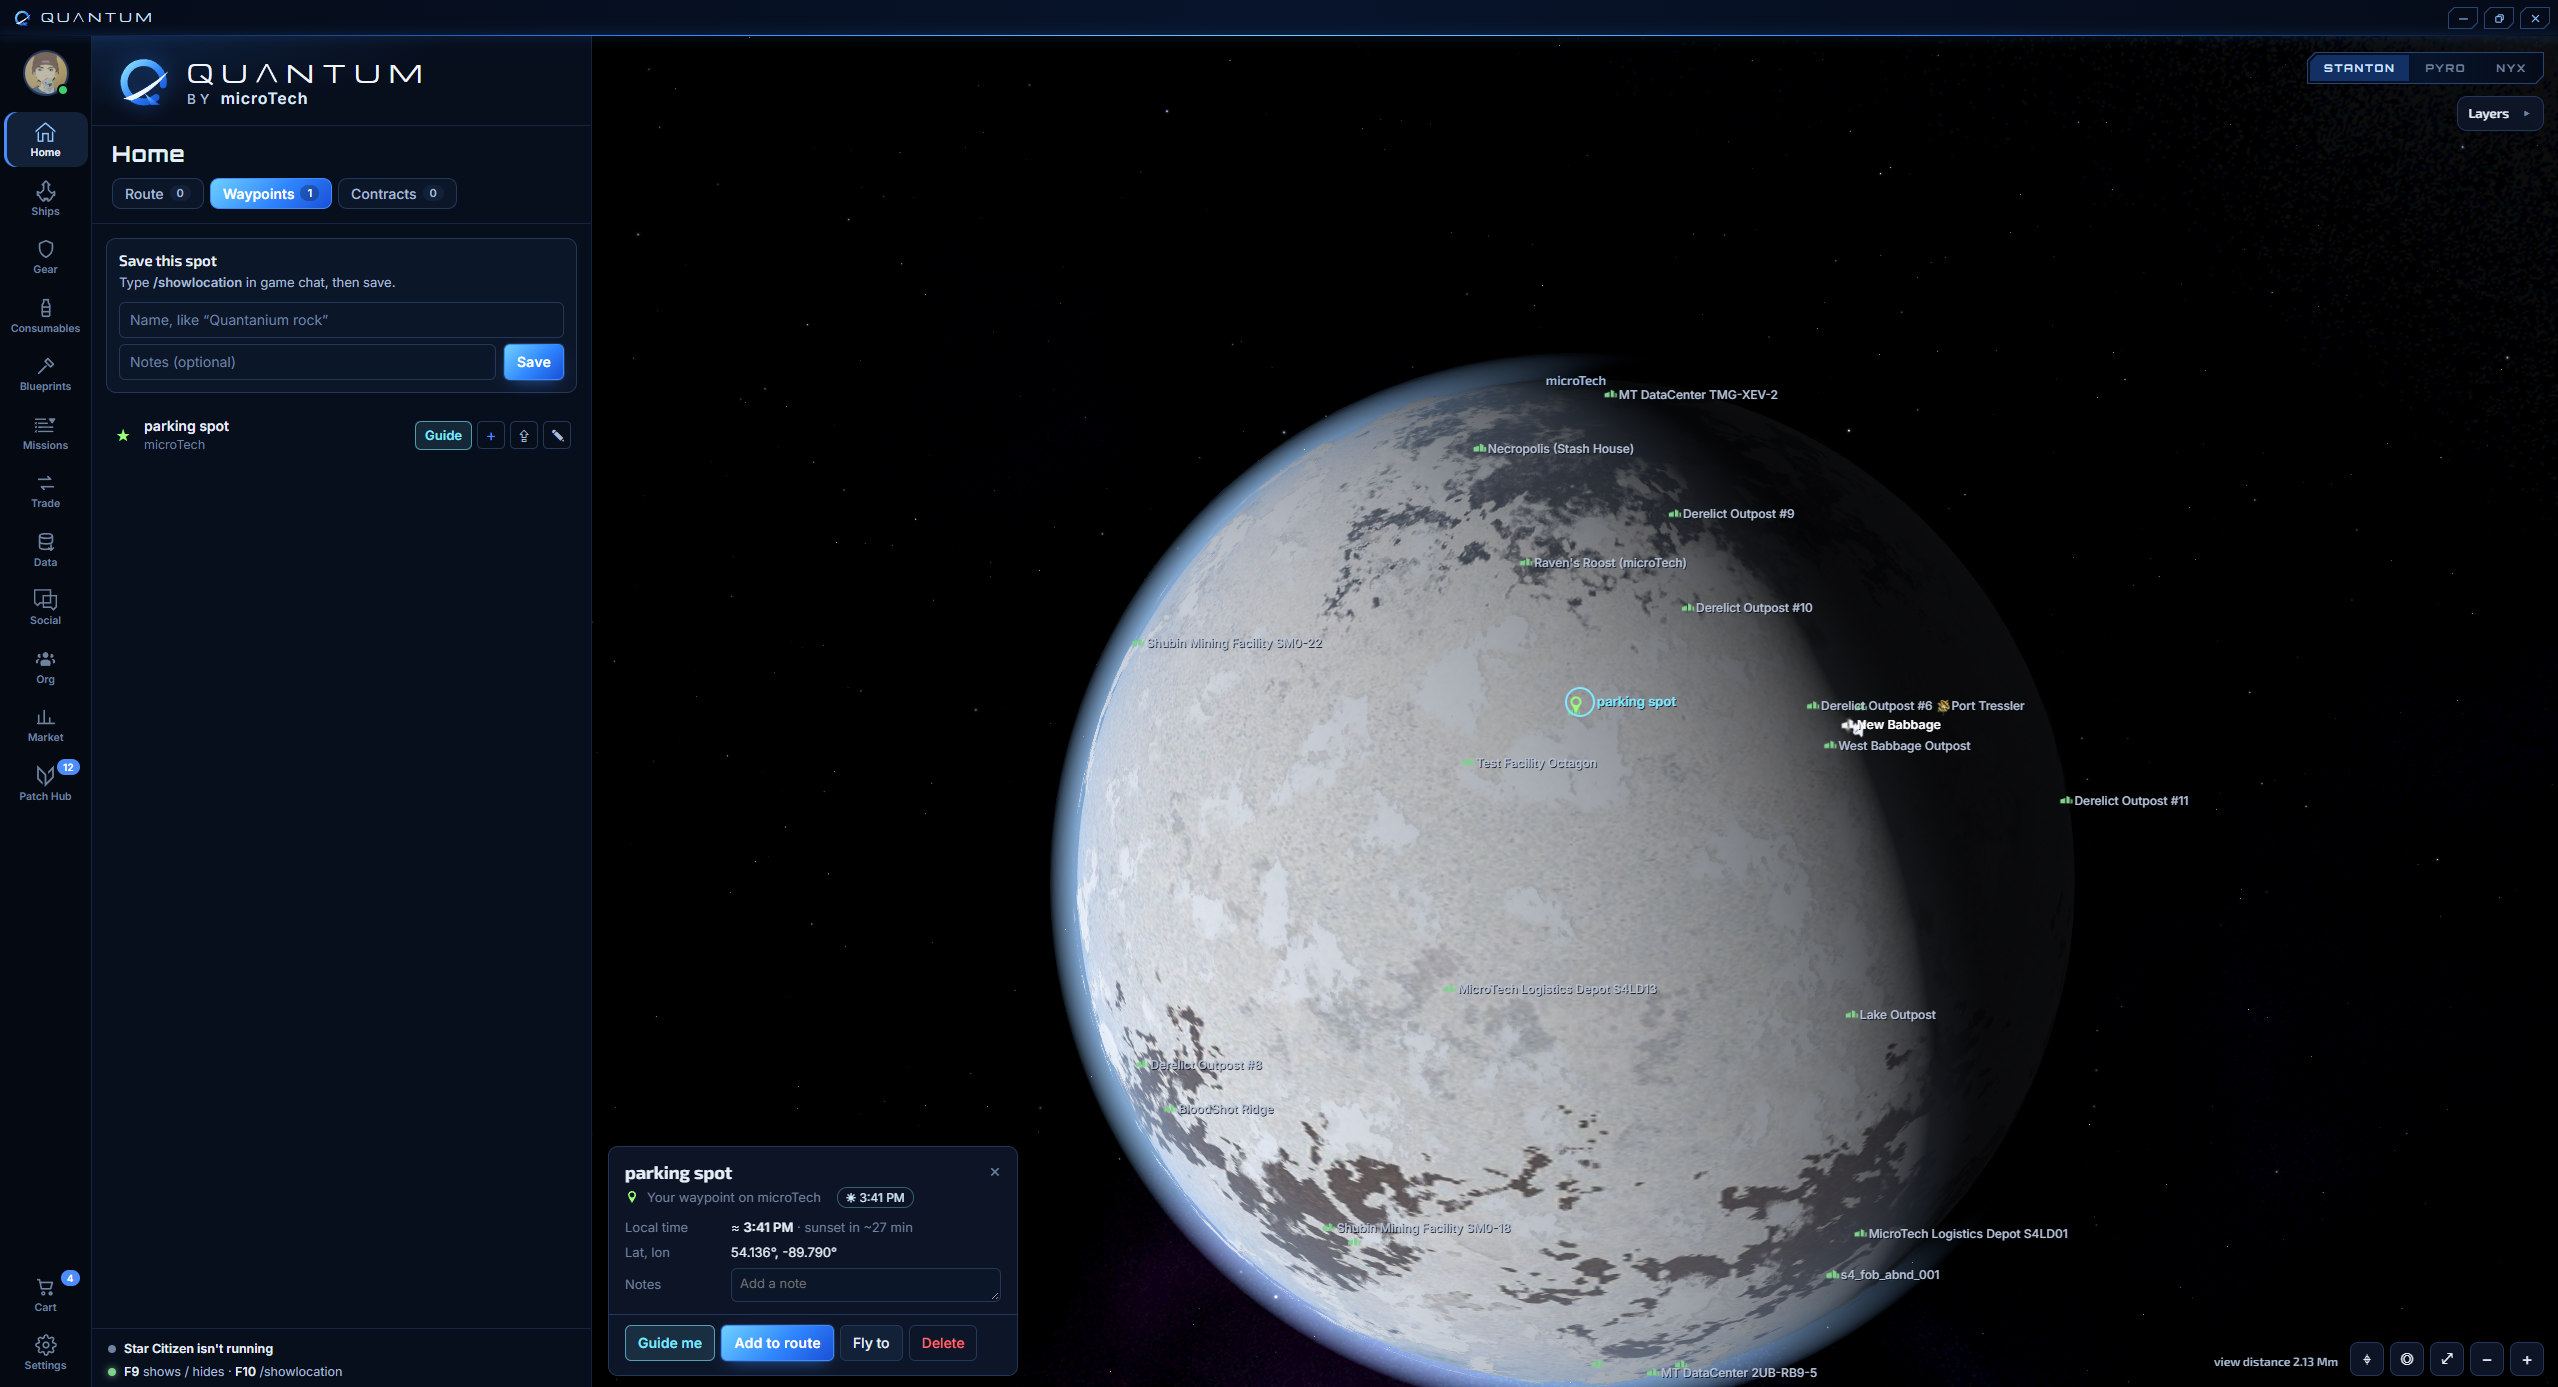 QUANTUM
QUANTUM
BY microTech
Home
Ships
Gear
Consumables
Blueprints
Missions
Trade
Data
Social
Org
Market
12
Patch Hub
4
Cart
Settings
Home
Route 0
Waypoints 1
Contracts 0
Save this spot
Type /showlocation in game chat, then save.
Name, like “Quantanium rock”
Notes (optional)
Save
parking spot
microTech
Guide
Star Citizen isn't running
F9 shows / hides · F10 /showlocation
STANTON PYRO NYX
Layers
microTech
MT DataCenter TMG-XEV-2
Necropolis (Stash House)
Derelict Outpost #9
Raven's Roost (microTech)
Derelict Outpost #10
Shubin Mining Facility SM0-22
parking spot
Derelict Outpost #6
Port Tressler
New Babbage
West Babbage Outpost
Test Facility Octagon
Derelict Outpost #11
MicroTech Logistics Depot S4LD13
Lake Outpost
Derelict Outpost #8
BloodShot Ridge
Shubin Mining Facility SM0-18
MicroTech Logistics Depot S4LD01
s4_fob_abnd_001
MT DataCenter 2UB-RB9-5
parking spot
Your waypoint on microTech
3:41 PM
Local time ≈ 3:41 PM · sunset in ~27 min
Lat, lon 54.136°, -89.790°
Notes Add a note
Guide me
Add to route
Fly to
Delete
view distance 2.13 Mm